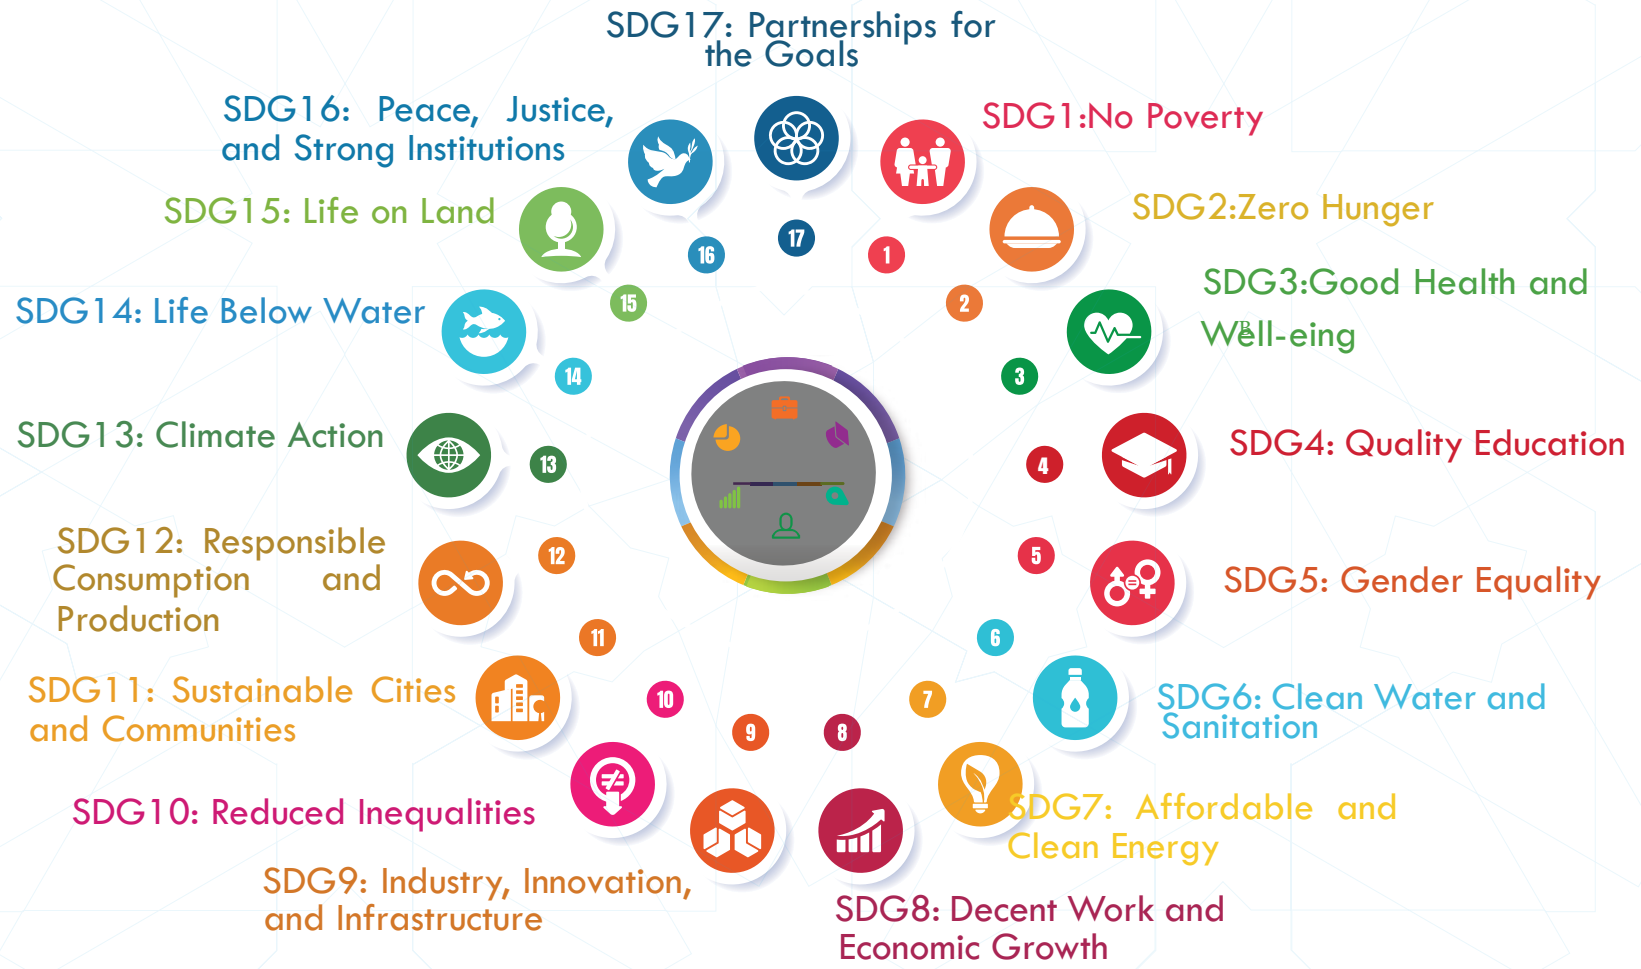 SDG17: Partnerships for
the Goals
SDG16: Peace, Justice,
and Strong Institutions
SDG1:No Poverty
SDG15: Life on Land
SDG2:Zero Hunger
17
16
1
SDG3:Good Health and
Well-eing
B
15
2
SDG14: Life Below Water
14
3
SDG13: Climate Action
13
4
SDG4: Quality Education
SDG12: Responsible
Consumption and
Production
12
5
SDG5: Gender Equality
11
6
SDG11: Sustainable Cities
and Communities
10
7
SDG6: Clean Water and
Sanitation
9
8
SDG10: Reduced Inequalities
SDG7: Affordable and
Clean Energy
SDG9: Industry, Innovation,
and Infrastructure
SDG8: Decent Work and
Economic Growth